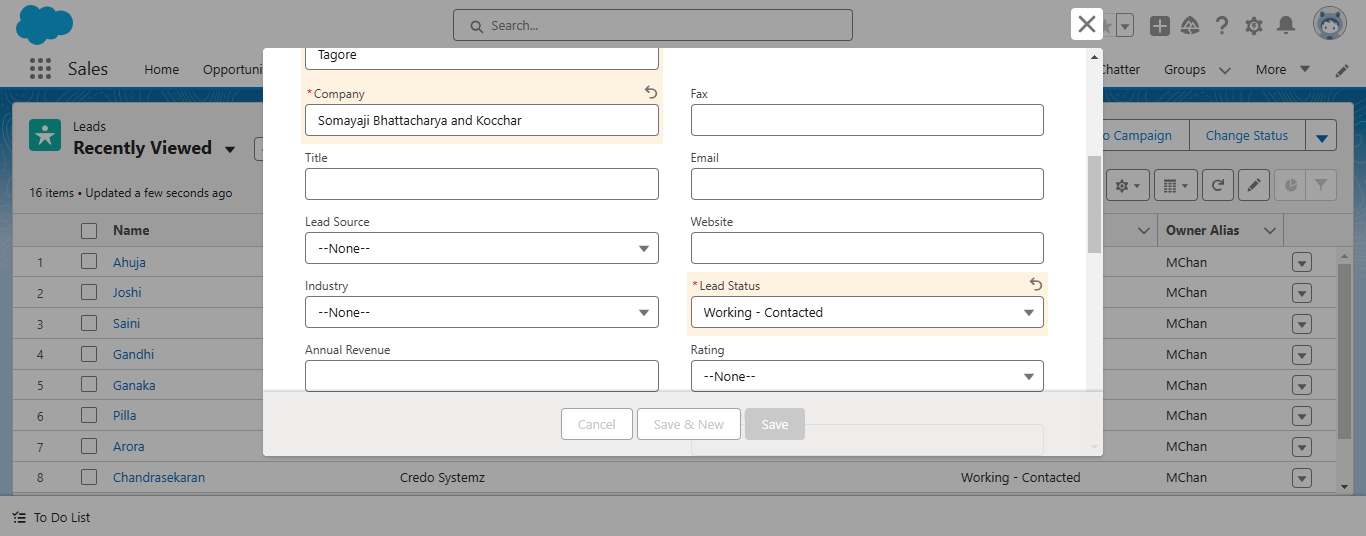 Search...
Sales
Home
Opportuni
Chatter
Groups
More
Leads
Recently Viewed
o Campaign
Change Status
16 items • Updated a few seconds ago
Name
Owner Alias
1 Ahuja MChan
2 Joshi MChan
3 Saini MChan
4 Gandhi MChan
5 Ganaka MChan
6 Pilla MChan
7 Arora MChan
8 Chandrasekaran Credo Systemz Working - Contacted MChan
Tagore
*Company
Somayaji Bhattacharya and Kocchar
Fax
Title
Email
Lead Source
--None--
Website
Industry
--None--
*Lead Status
Working - Contacted
Annual Revenue
Rating
--None--
Cancel
Save & New
Save
To Do List